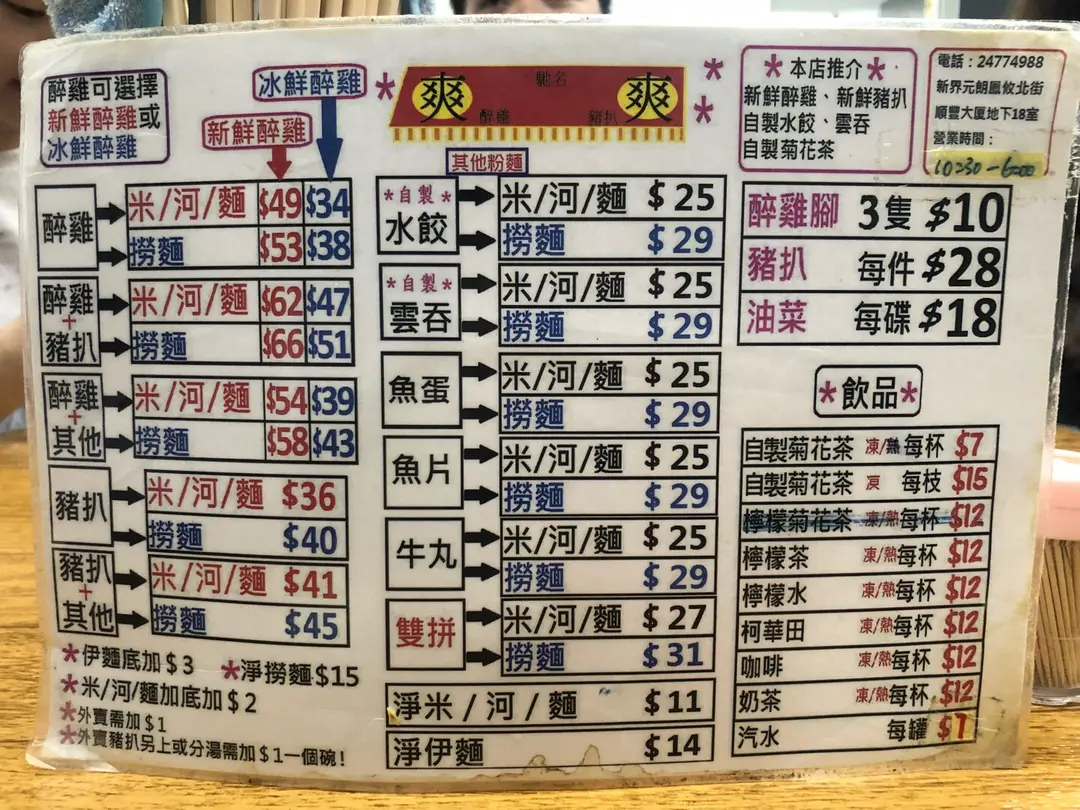 醉雞可選擇
新鮮醉雞或
冰鮮醉雞
冰鮮醉雞
新鮮醉雞
爽 馳名 爽
醉雞 豬扒
*本店推介*
新鮮醉雞、新鮮豬扒
自製水餃、雲吞
自製菊花茶
電話：24774988
新界元朗鳳攸北街
順豐大厦地下18室
營業時間：
10:30-6:00
醉雞
米/河/麵 $49 $34
撈麵 $53 $38
醉雞+豬扒
米/河/麵 $62 $47
撈麵 $66 $51
醉雞+其他
米/河/麵 $54 $39
撈麵 $58 $43
豬扒
米/河/麵 $36
撈麵 $40
豬扒+其他
米/河/麵 $41
撈麵 $45
*伊麵底加$3 *淨撈麵$15
*米/河/麵加底加$2
*外賣需加$1
*外賣豬扒另上或分湯需加$1一個碗!
其他粉麵
*自製*
水餃
米/河/麵 $25
撈麵 $29
*自製*
雲吞
米/河/麵 $25
撈麵 $29
魚蛋
米/河/麵 $25
撈麵 $29
魚片
米/河/麵 $25
撈麵 $29
牛丸
米/河/麵 $25
撈麵 $29
雙拼
米/河/麵 $27
撈麵 $31
淨米/河/麵 $11
淨伊麵 $14
醉雞腳 3隻 $10
豬扒 每件 $28
油菜 每碟 $18
*飲品*
自製菊花茶 凍/熱 每杯 $7
自製菊花茶 每枝 $15
檸檬菊花茶 凍/熱 每杯 $12
檸檬茶 凍/熱 每杯 $12
檸檬水 凍/熱 每杯 $12
柯華田 凍/熱 每杯 $12
咖啡 凍/熱 每杯 $12
奶茶 凍/熱 每杯 $12
汽水 每罐 $7